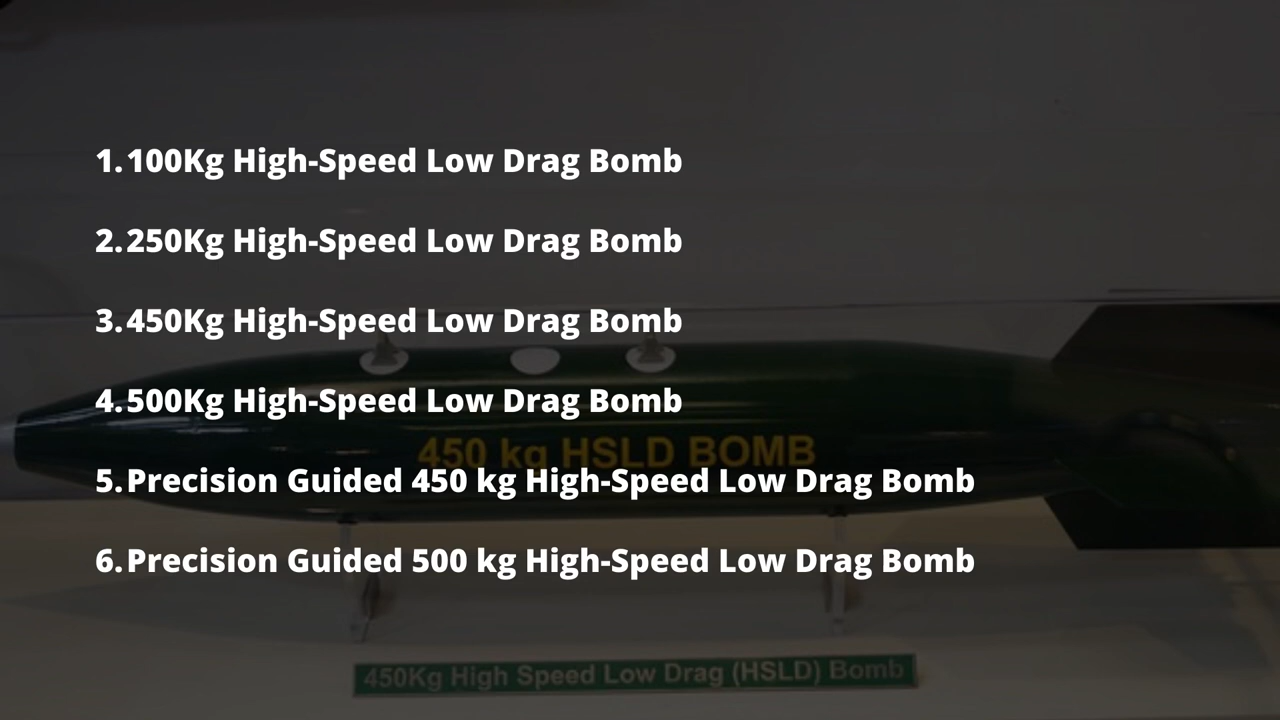 1.100Kg High-Speed Low Drag Bomb
2.250Kg High-Speed Low Drag Bomb
3.450Kg High-Speed Low Drag Bomb
4.500Kg High-Speed Low Drag Bomb
450 kg HSLD BOMB
5.Precision Guided 450 kg High-Speed Low Drag Bomb
6.Precision Guided 500 kg High-Speed Low Drag Bomb
450Kg High Speed Low Drag (HSLD) Bomb